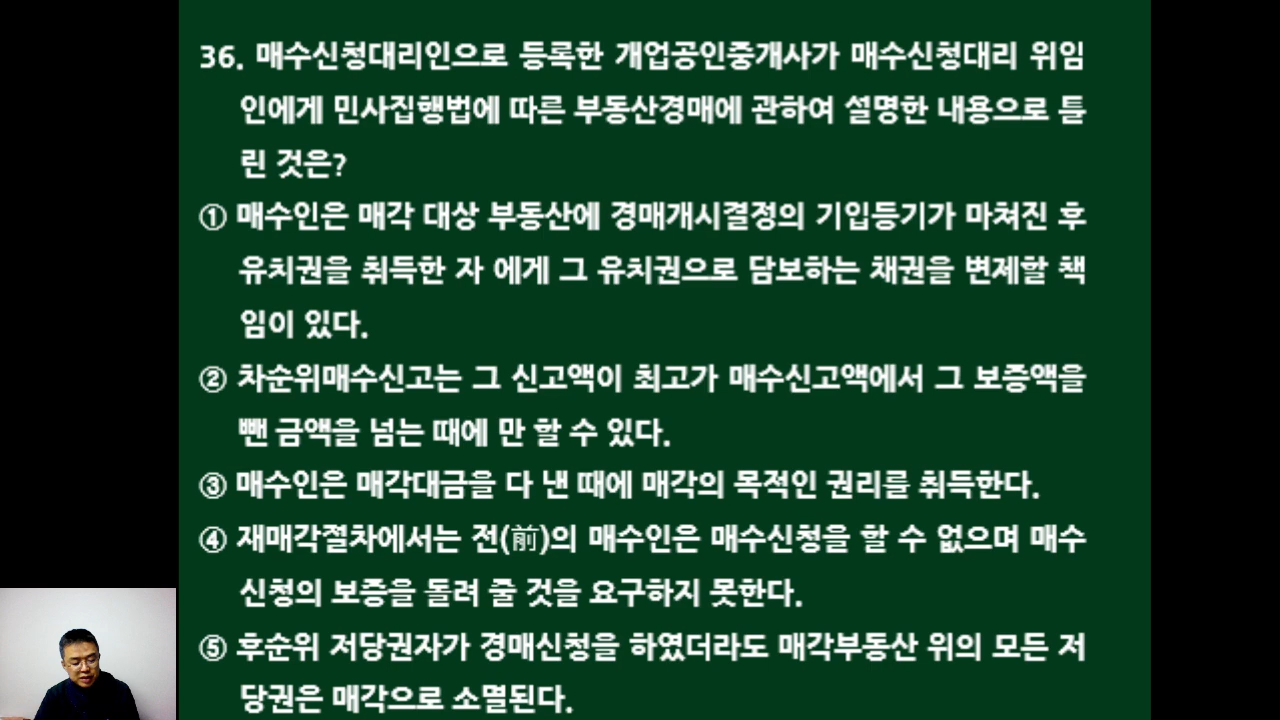 36. 매수신청대리인으로 등록한 개업공인중개사가 매수신청대리 위임
인에게 민사집행법에 따른 부동산경매에 관하여 설명한 내용으로 틀
린 것은?
① 매수인은 매각 대상 부동산에 경매개시결정의 기입등기가 마쳐진 후
유치권을 취득한 자 에게 그 유치권으로 담보하는 채권을 변제할 책
임이 있다.
② 차순위매수신고는 그 신고액이 최고가 매수신고액에서 그 보증액을
뺀 금액을 넘는 때에 만 할 수 있다.
③ 매수인은 매각대금을 다 낸 때에 매각의 목적인 권리를 취득한다.
④ 재매각절차에서는 전(前)의 매수인은 매수신청을 할 수 없으며 매수
신청의 보증을 돌려 줄 것을 요구하지 못한다.
⑤ 후순위 저당권자가 경매신청을 하였더라도 매각부동산 위의 모든 저
당권은 매각으로 소멸된다.